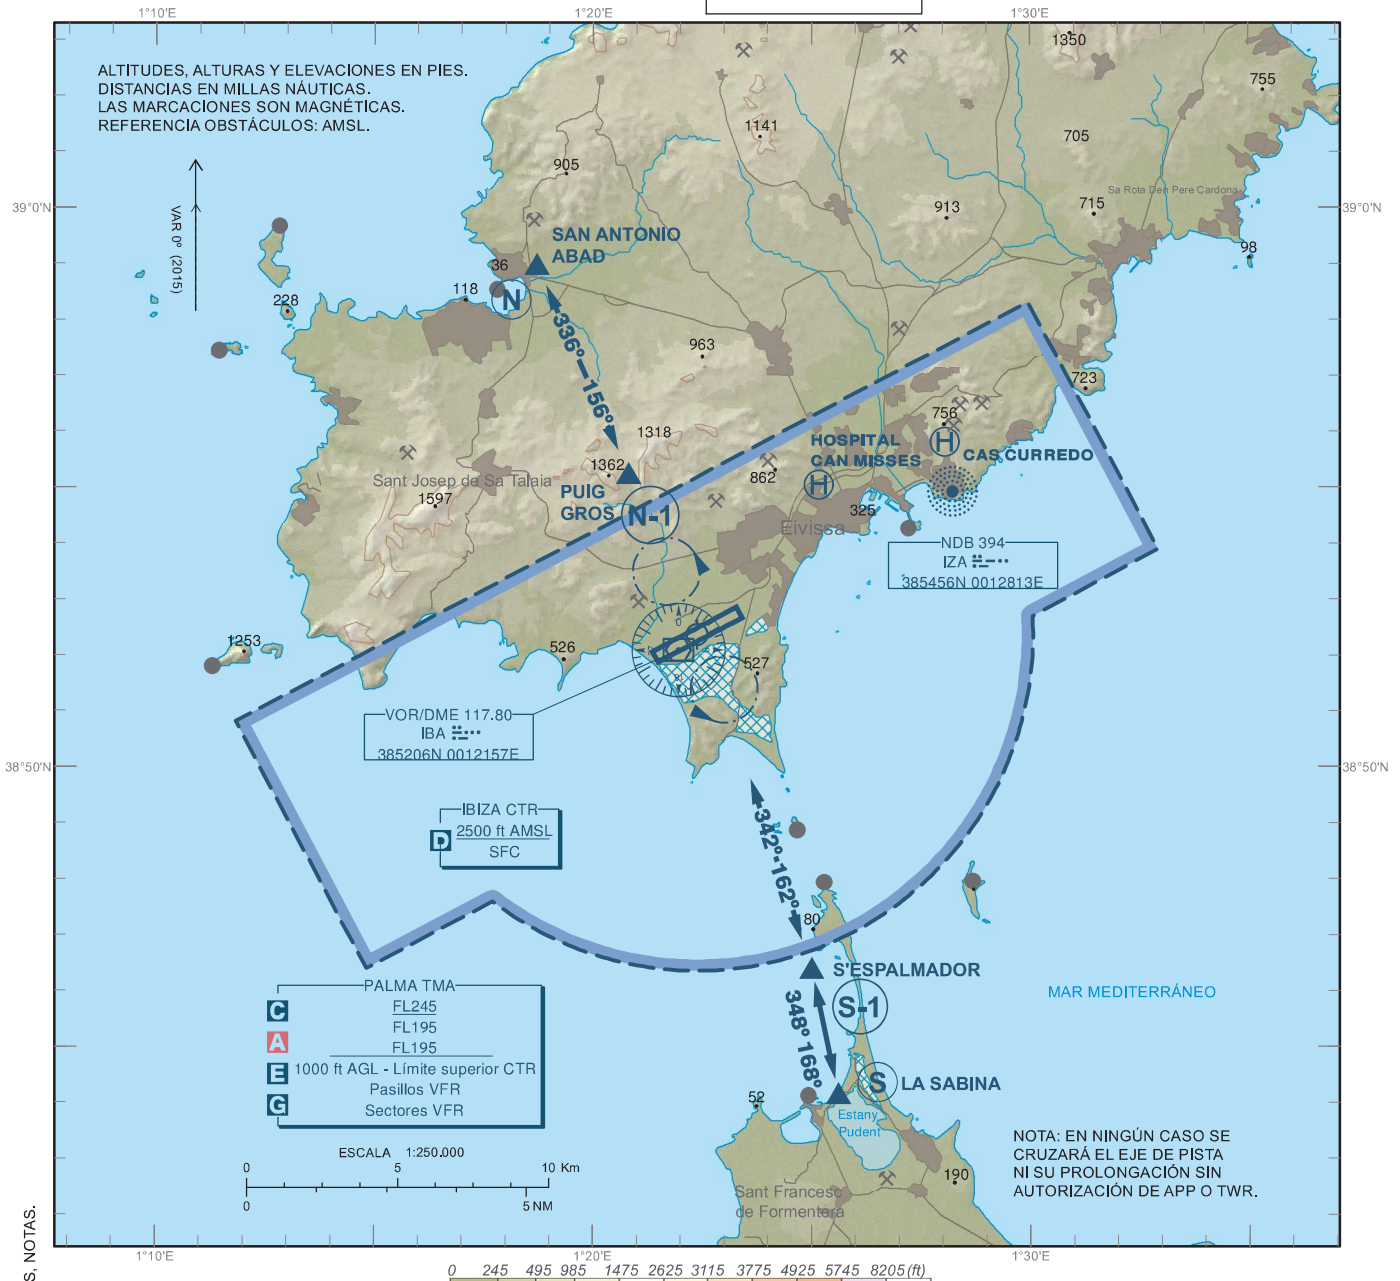 1°10'E
1°20'E
1°30'E
ALTITUDES, ALTURAS Y ELEVACIONES EN PIES.
DISTANCIAS EN MILLAS NÁUTICAS.
LAS MARCACIONES SON MAGNÉTICAS.
REFERENCIA OBSTÁCULOS: AMSL.
VAR 0° (2015)
1350
755
1141
705
905
Sa Rota Den Pere Cardona
39°0'N
39°0'N
913
715
SAN ANTONIO
ABAD
98
36
118
N
228
336°-156°
963
723
756
1318
HOSPITAL
CAN MISSES
H
CAS CURREDO
1362
862
Sant Josep de Sa Talaia
PUIG
GROS
H
1597
N-1
325
Eivissa
NDB 394
IZA
385456N 0012813E
1253
526
527
VOR/DME 117.80
IBA
385206N 0012157E
38°50'N
38°50'N
342°-162°
IBIZA CTR
D
2500 ft AMSL
SFC
80
S'ESPALMADOR
S-1
348° 168°
MAR MEDITERRÁNEO
PALMA TMA
C
FL245
FL195
A
FL195
E
1000 ft AGL - Límite superior CTR
Pasillos VFR
G
Sectores VFR
S
LA SABINA
52
Estany
Pudent
NOTA: EN NINGÚN CASO SE
CRUZARÁ EL EJE DE PISTA
NI SU PROLONGACIÓN SIN
AUTORIZACIÓN DE APP O TWR.
ESCALA 1:250.000
0 5 10 Km
0 5 NM
190
Sant Francesc
de Formentera
S, NOTAS.
1°10'E
1°20'E
1°30'E
0 245 495 985 1475 2625 3115 3775 4925 5745 8205 (ft)